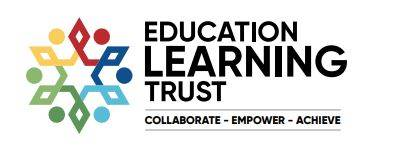 EDUCATION
LEARNING
TRUST
COLLABORATE - EMPOWER - ACHIEVE